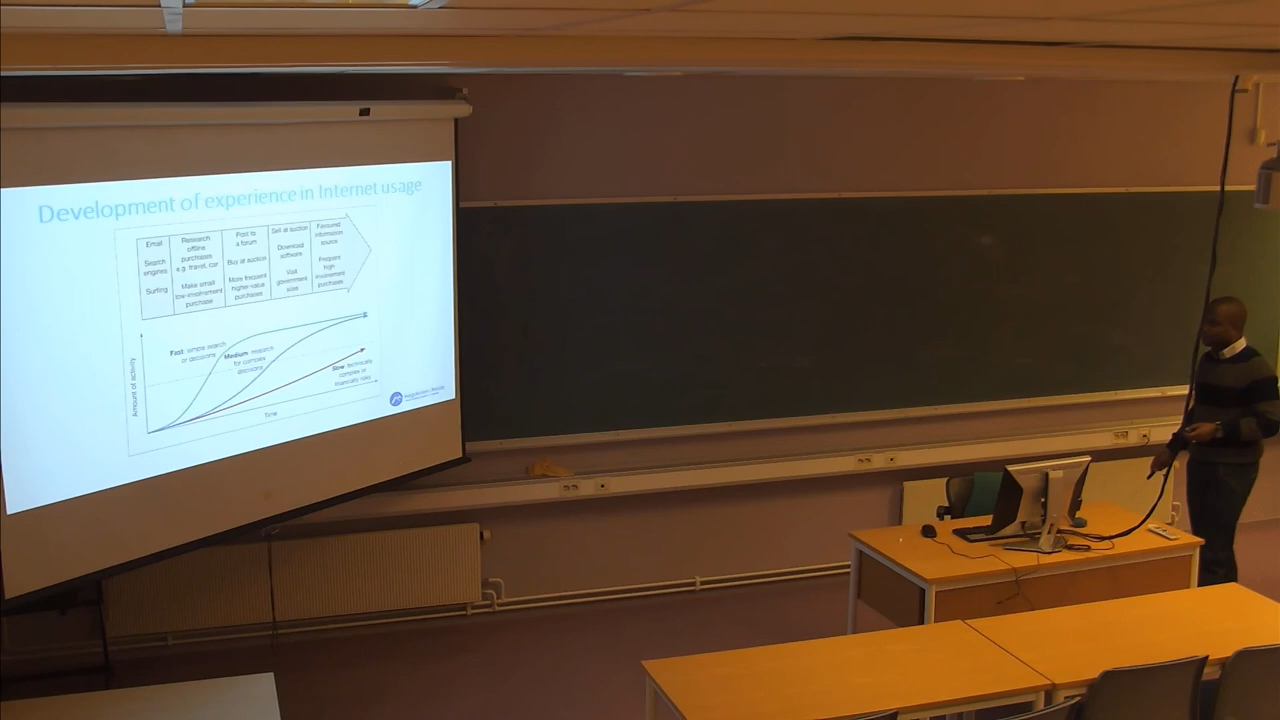 Development of experience in Internet usage
Email
Search
engines
Surfing
Research
offline
purchases
e.g. travel, car
Make small
low-involvement
purchase
Post to
a forum
Buy at auction
More frequent
higher-value
purchases
Sell at auction
Download
software
Visit
government
sites
Favoured
information
source
Frequent
high
involvement
purchases
Amount of activity
Fast: simple search
or decisions
Medium: research
for complex
decisions
Slow: technically
complex or
financially risky
Time